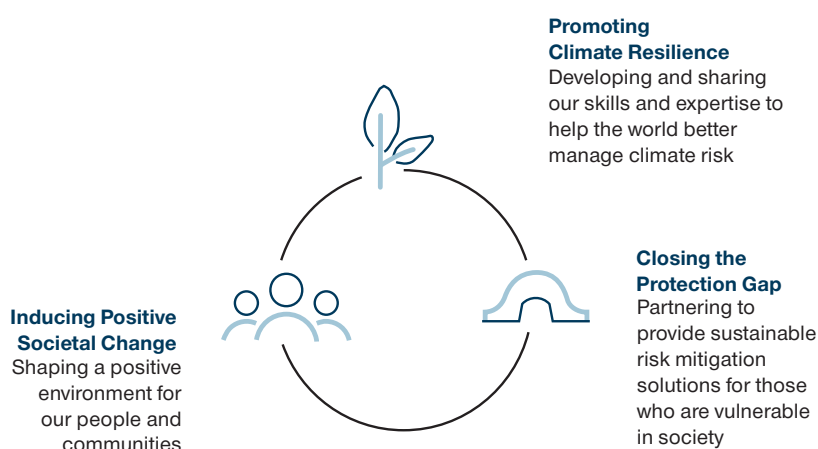 Promoting
Climate Resilience
Developing and sharing
our skills and expertise to
help the world better
manage climate risk
Closing the
Protection Gap
Partnering to
provide sustainable
risk mitigation
solutions for those
who are vulnerable
in society
Inducing Positive
Societal Change
Shaping a positive
environment for
our people and
communities